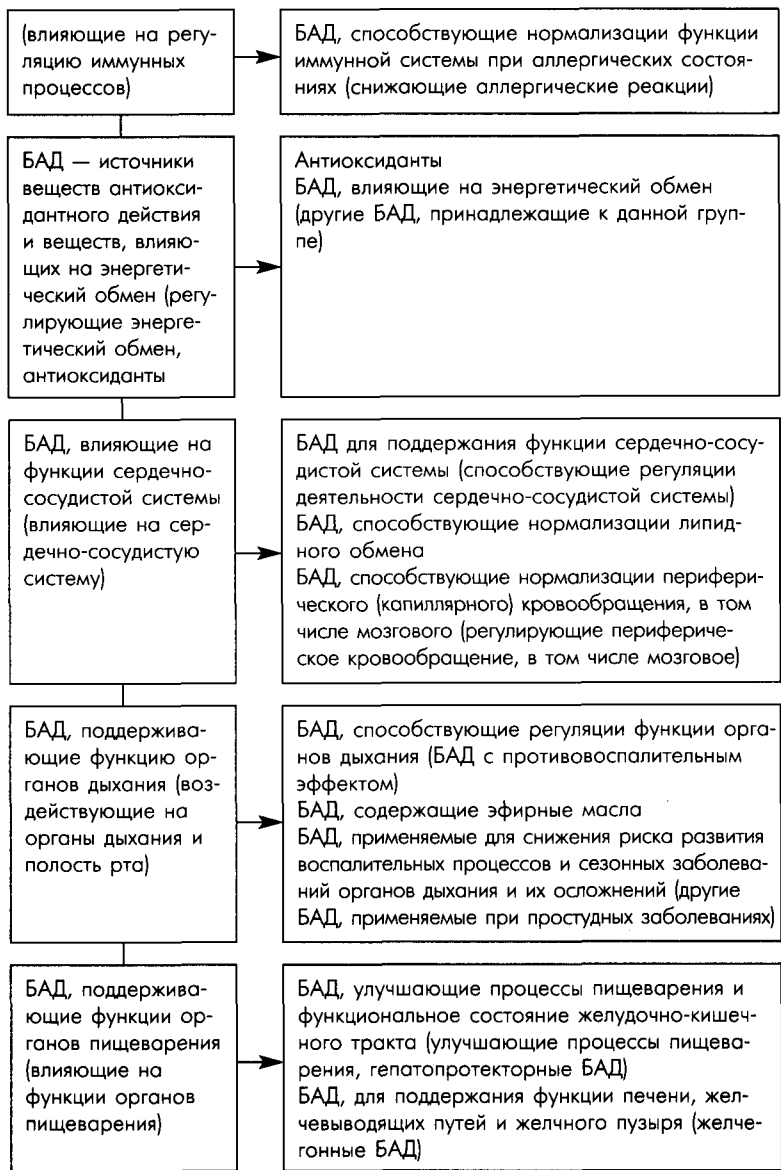 (влияющие на регу-
ляцию иммунных
процессов)
БАД, способствующие нормализации функции
иммунной системы при аллергических состоя-
ниях (снижающие аллергические реакции)
БАД — источники
веществ антиокси-
дантного действия
и веществ, влияю-
щих на энергети-
ческий обмен (регу-
лирующие энерге-
тический обмен,
антиоксиданты
Антиоксиданты
БАД, влияющие на энергетический обмен
(другие БАД, принадлежащие к данной груп-
пе)
БАД, влияющие на
функции сердечно-
сосудистой системы
(влияющие на сер-
дечно-сосудистую
систему)
БАД для поддержания функции сердечно-сосу-
дистой системы (способствующие регуляции
деятельности сердечно-сосудистой системы)
БАД, способствующие нормализации липид-
ного обмена
БАД, способствующие нормализации перифери-
ческого (капиллярного) кровообращения, в том
числе мозгового (регулирующие перифериче-
ское кровообращение, в том числе мозговое)
БАД, поддержива-
ющие функцию ор-
ганов дыхания (воз-
действующие на
органы дыхания и
полость рта)
БАД, способствующие регуляции функции орга-
нов дыхания (БАД с противовоспалительным
эффектом)
БАД, содержащие эфирные масла
БАД, применяемые для снижения риска развития
воспалительных процессов и сезонных заболева-
ний органов дыхания и их осложнений (другие
БАД, применяемые при простудных заболеваниях)
БАД, поддержива-
ющие функции ор-
ганов пищеварения
(влияющие на
функции органов
пищеварения)
БАД, улучшающие процессы пищеварения и
функциональное состояние желудочно-кишеч-
ного тракта (улучшающие процессы пищева-
рения, гепатопротекторные БАД)
БАД, для поддержания функции печени, жел-
чевыводящих путей и желчного пузыря (желче-
гонные БАД)